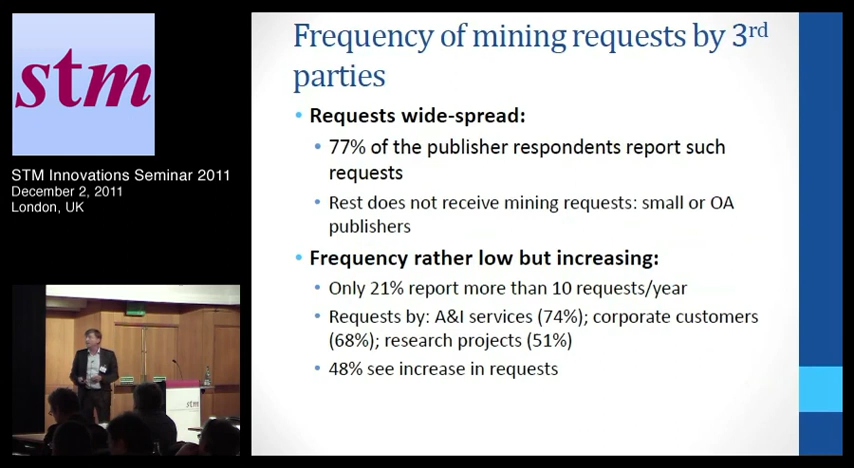 stm
STM Innovations Seminar 2011
December 2, 2011
London, UK
Frequency of mining requests by 3rd
parties
• Requests wide-spread:
• 77% of the publisher respondents report such
requests
• Rest does not receive mining requests: small or OA
publishers
• Frequency rather low but increasing:
• Only 21% report more than 10 requests/year
• Requests by: A&I services (74%); corporate customers
(68%); research projects (51%)
• 48% see increase in requests
stm